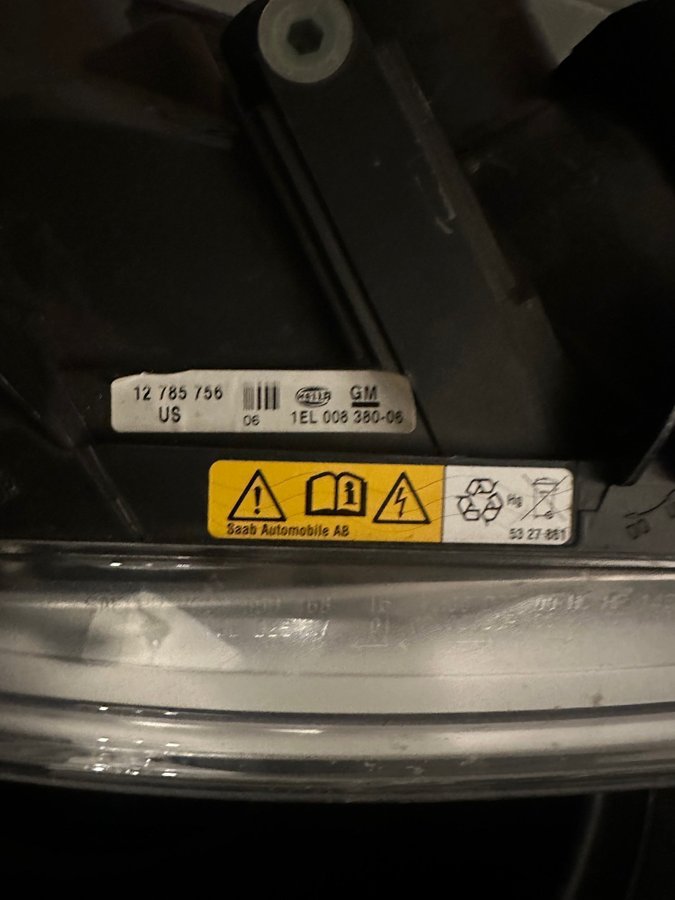 12 785 756
US
06
HELLA
GM
1EL 008 380-06
Saab Automobile AB
Hg
53 27 861